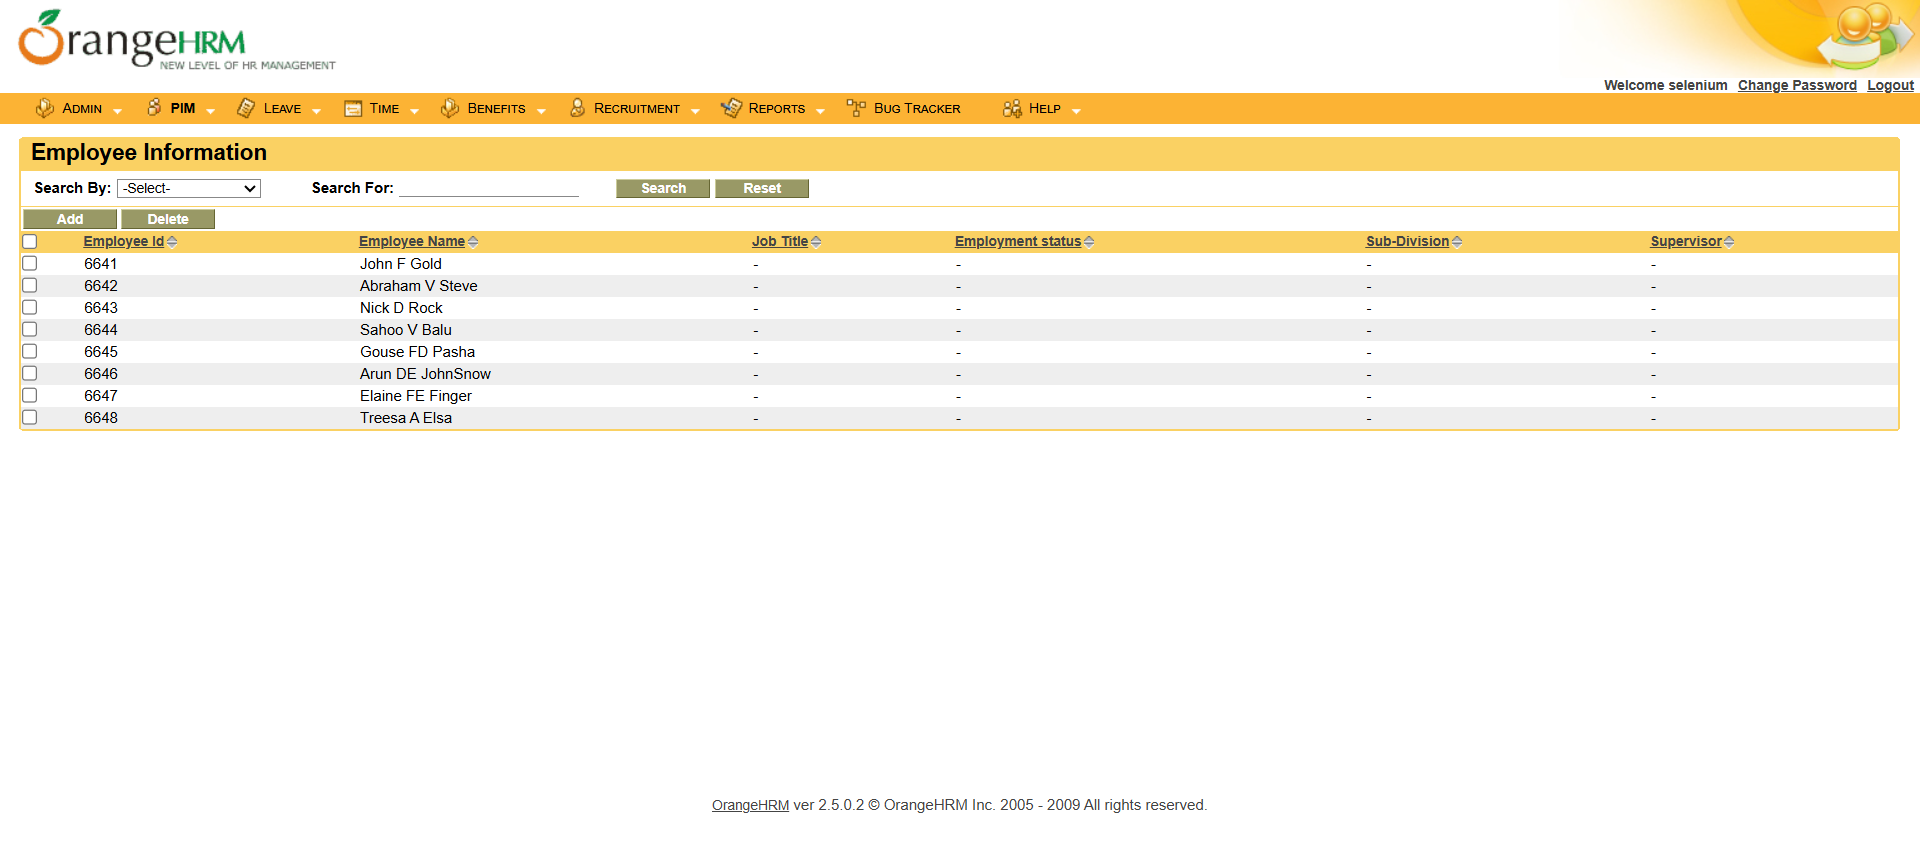 OrangeHRM
NEW LEVEL OF HR MANAGEMENT
Welcome selenium Change Password Logout
ADMIN PIM LEAVE TIME BENEFITS RECRUITMENT REPORTS BUG TRACKER HELP
Employee Information
Search By: -Select- Search For: Search Reset
Add Delete
Employee Id Employee Name Job Title Employment status Sub-Division Supervisor
6641 John F Gold - - - -
6642 Abraham V Steve - - - -
6643 Nick D Rock - - - -
6644 Sahoo V Balu - - - -
6645 Gouse FD Pasha - - - -
6646 Arun DE JohnSnow - - - -
6647 Elaine FE Finger - - - -
6648 Treesa A Elsa - - - -
OrangeHRM ver 2.5.0.2 © OrangeHRM Inc. 2005 - 2009 All rights reserved.